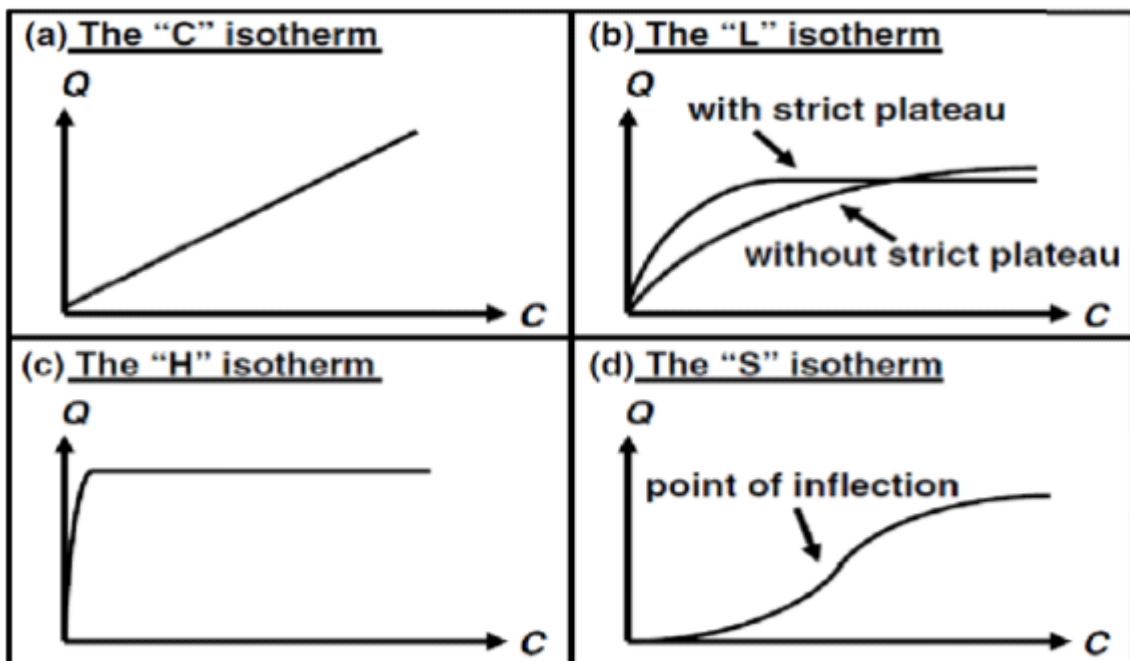 (a) The “C” isotherm
Q
C
(b) The “L” isotherm
Q
with strict plateau
without strict plateau
C
(c) The “H” isotherm
Q
C
(d) The “S” isotherm
Q
point of inflection
C